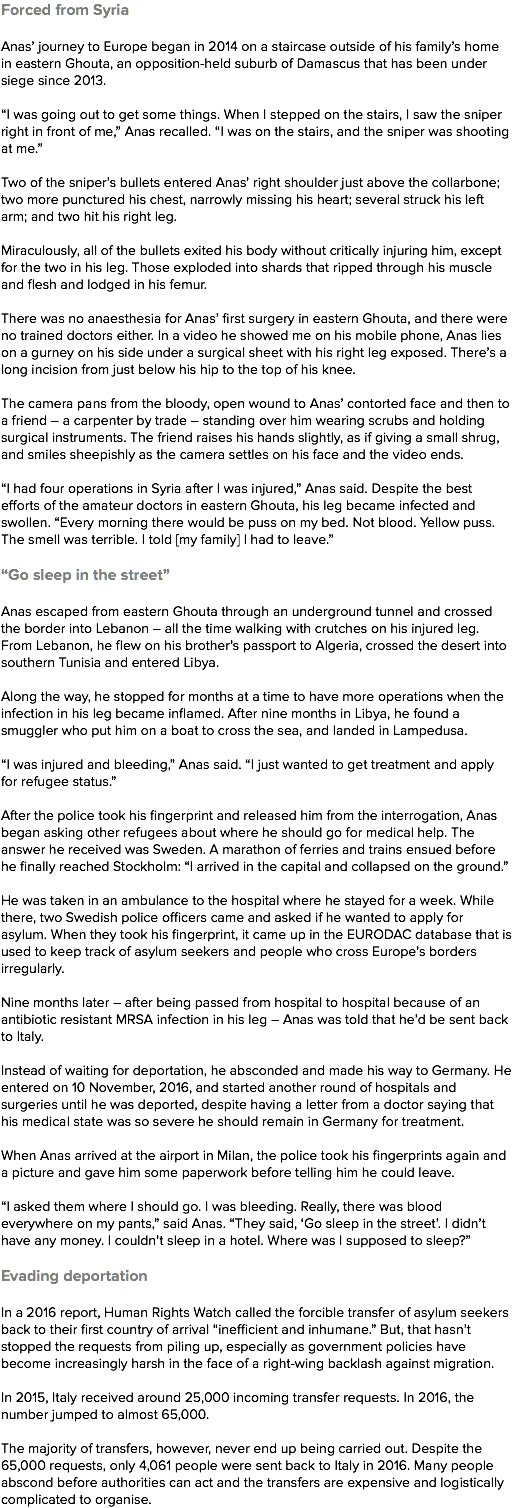 Forced from Syria
Anas' journey to Europe began in 2014 on a staircase outside of his family's home
in eastern Ghouta, an opposition-held suburb of Damascus that has been under
siege since 2013.
“I was going out to get some things. When I stepped on the stairs, I saw the sniper
right in front of me,” Anas recalled. “I was on the stairs, and the sniper was shooting
at me.”
Two of the sniper's bullets entered Anas' right shoulder just above the collarbone;
two more punctured his chest, narrowly missing his heart; several struck his left
arm; and two hit his right leg.
Miraculously, all of the bullets exited his body without critically injuring him, except
for the two in his leg. Those exploded into shards that ripped through his muscle
and flesh and lodged in his femur.
There was no anaesthesia for Anas' first surgery in eastern Ghouta, and there were
no trained doctors either. In a video he showed me on his mobile phone, Anas lies
on a gurney on his side under a surgical sheet with his right leg exposed. There's a
long incision from just below his hip to the top of his knee.
The camera pans from the bloody, open wound to Anas' contorted face and then to
a friend – a carpenter by trade – standing over him wearing scrubs and holding
surgical instruments. The friend raises his hands slightly, as if giving a small shrug,
and smiles sheepishly as the camera settles on his face and the video ends.
“I had four operations in Syria after I was injured,” Anas said. Despite the best
efforts of the amateur doctors in eastern Ghouta, his leg became infected and
swollen. “Every morning there would be puss on my bed. Not blood. Yellow puss.
The smell was terrible. I told [my family] I had to leave.”
“Go sleep in the street”
Anas escaped from eastern Ghouta through an underground tunnel and crossed
the border into Lebanon – all the time walking with crutches on his injured leg.
From Lebanon, he flew on his brother's passport to Algeria, crossed the desert into
southern Tunisia and entered Libya.
Along the way, he stopped for months at a time to have more operations when the
infection in his leg became inflamed. After nine months in Libya, he found a
smuggler who put him on a boat to cross the sea, and landed in Lampedusa.
“I was injured and bleeding,” Anas said. “I just wanted to get treatment and apply
for refugee status.”
After the police took his fingerprint and released him from the interrogation, Anas
began asking other refugees about where he should go for medical help. The
answer he received was Sweden. A marathon of ferries and trains ensued before
he finally reached Stockholm: “I arrived in the capital and collapsed on the ground.”
He was taken in an ambulance to the hospital where he stayed for a week. While
there, two Swedish police officers came and asked if he wanted to apply for
asylum. When they took his fingerprint, it came up in the EURODAC database that is
used to keep track of asylum seekers and people who cross Europe's borders
irregularly.
Nine months later – after being passed from hospital to hospital because of an
antibiotic resistant MRSA infection in his leg – Anas was told that he'd be sent back
to Italy.
Instead of waiting for deportation, he absconded and made his way to Germany. He
entered on 10 November, 2016, and started another round of hospitals and
surgeries until he was deported, despite having a letter from a doctor saying that
his medical state was so severe he should remain in Germany for treatment.
When Anas arrived at the airport in Milan, the police took his fingerprints again and
a picture and gave him some paperwork before telling him he could leave.
“I asked them where I should go. I was bleeding. Really, there was blood
everywhere on my pants,” said Anas. “They said, ‘Go sleep in the street’. I didn't
have any money. I couldn't sleep in a hotel. Where was I supposed to sleep?”
Evading deportation
In a 2016 report, Human Rights Watch called the forcible transfer of asylum seekers
back to their first country of arrival “inefficient and inhumane.” But, that hasn't
stopped the requests from piling up, especially as government policies have
become increasingly harsh in the face of a right-wing backlash against migration.
In 2015, Italy received around 25,000 incoming transfer requests. In 2016, the
number jumped to almost 65,000.
The majority of transfers, however, never end up being carried out. Despite the
65,000 requests, only 4,061 people were sent back to Italy in 2016. Many people
abscond before authorities can act and the transfers are expensive and logistically
complicated to organise.